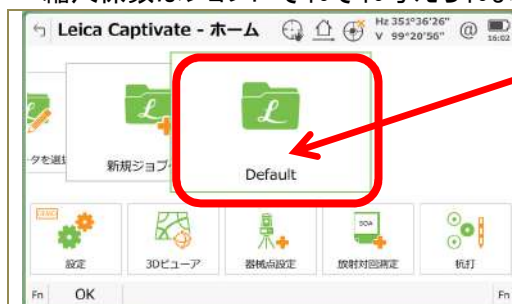 Leica Captivate - ホーム
Hz 351°36'26"
V 99°20'56"
@
16:02
タを選
新規ジョブ
Default
設定
3Dビューア
器械点設定
放射対回測定
杭打
Fn OK Fn